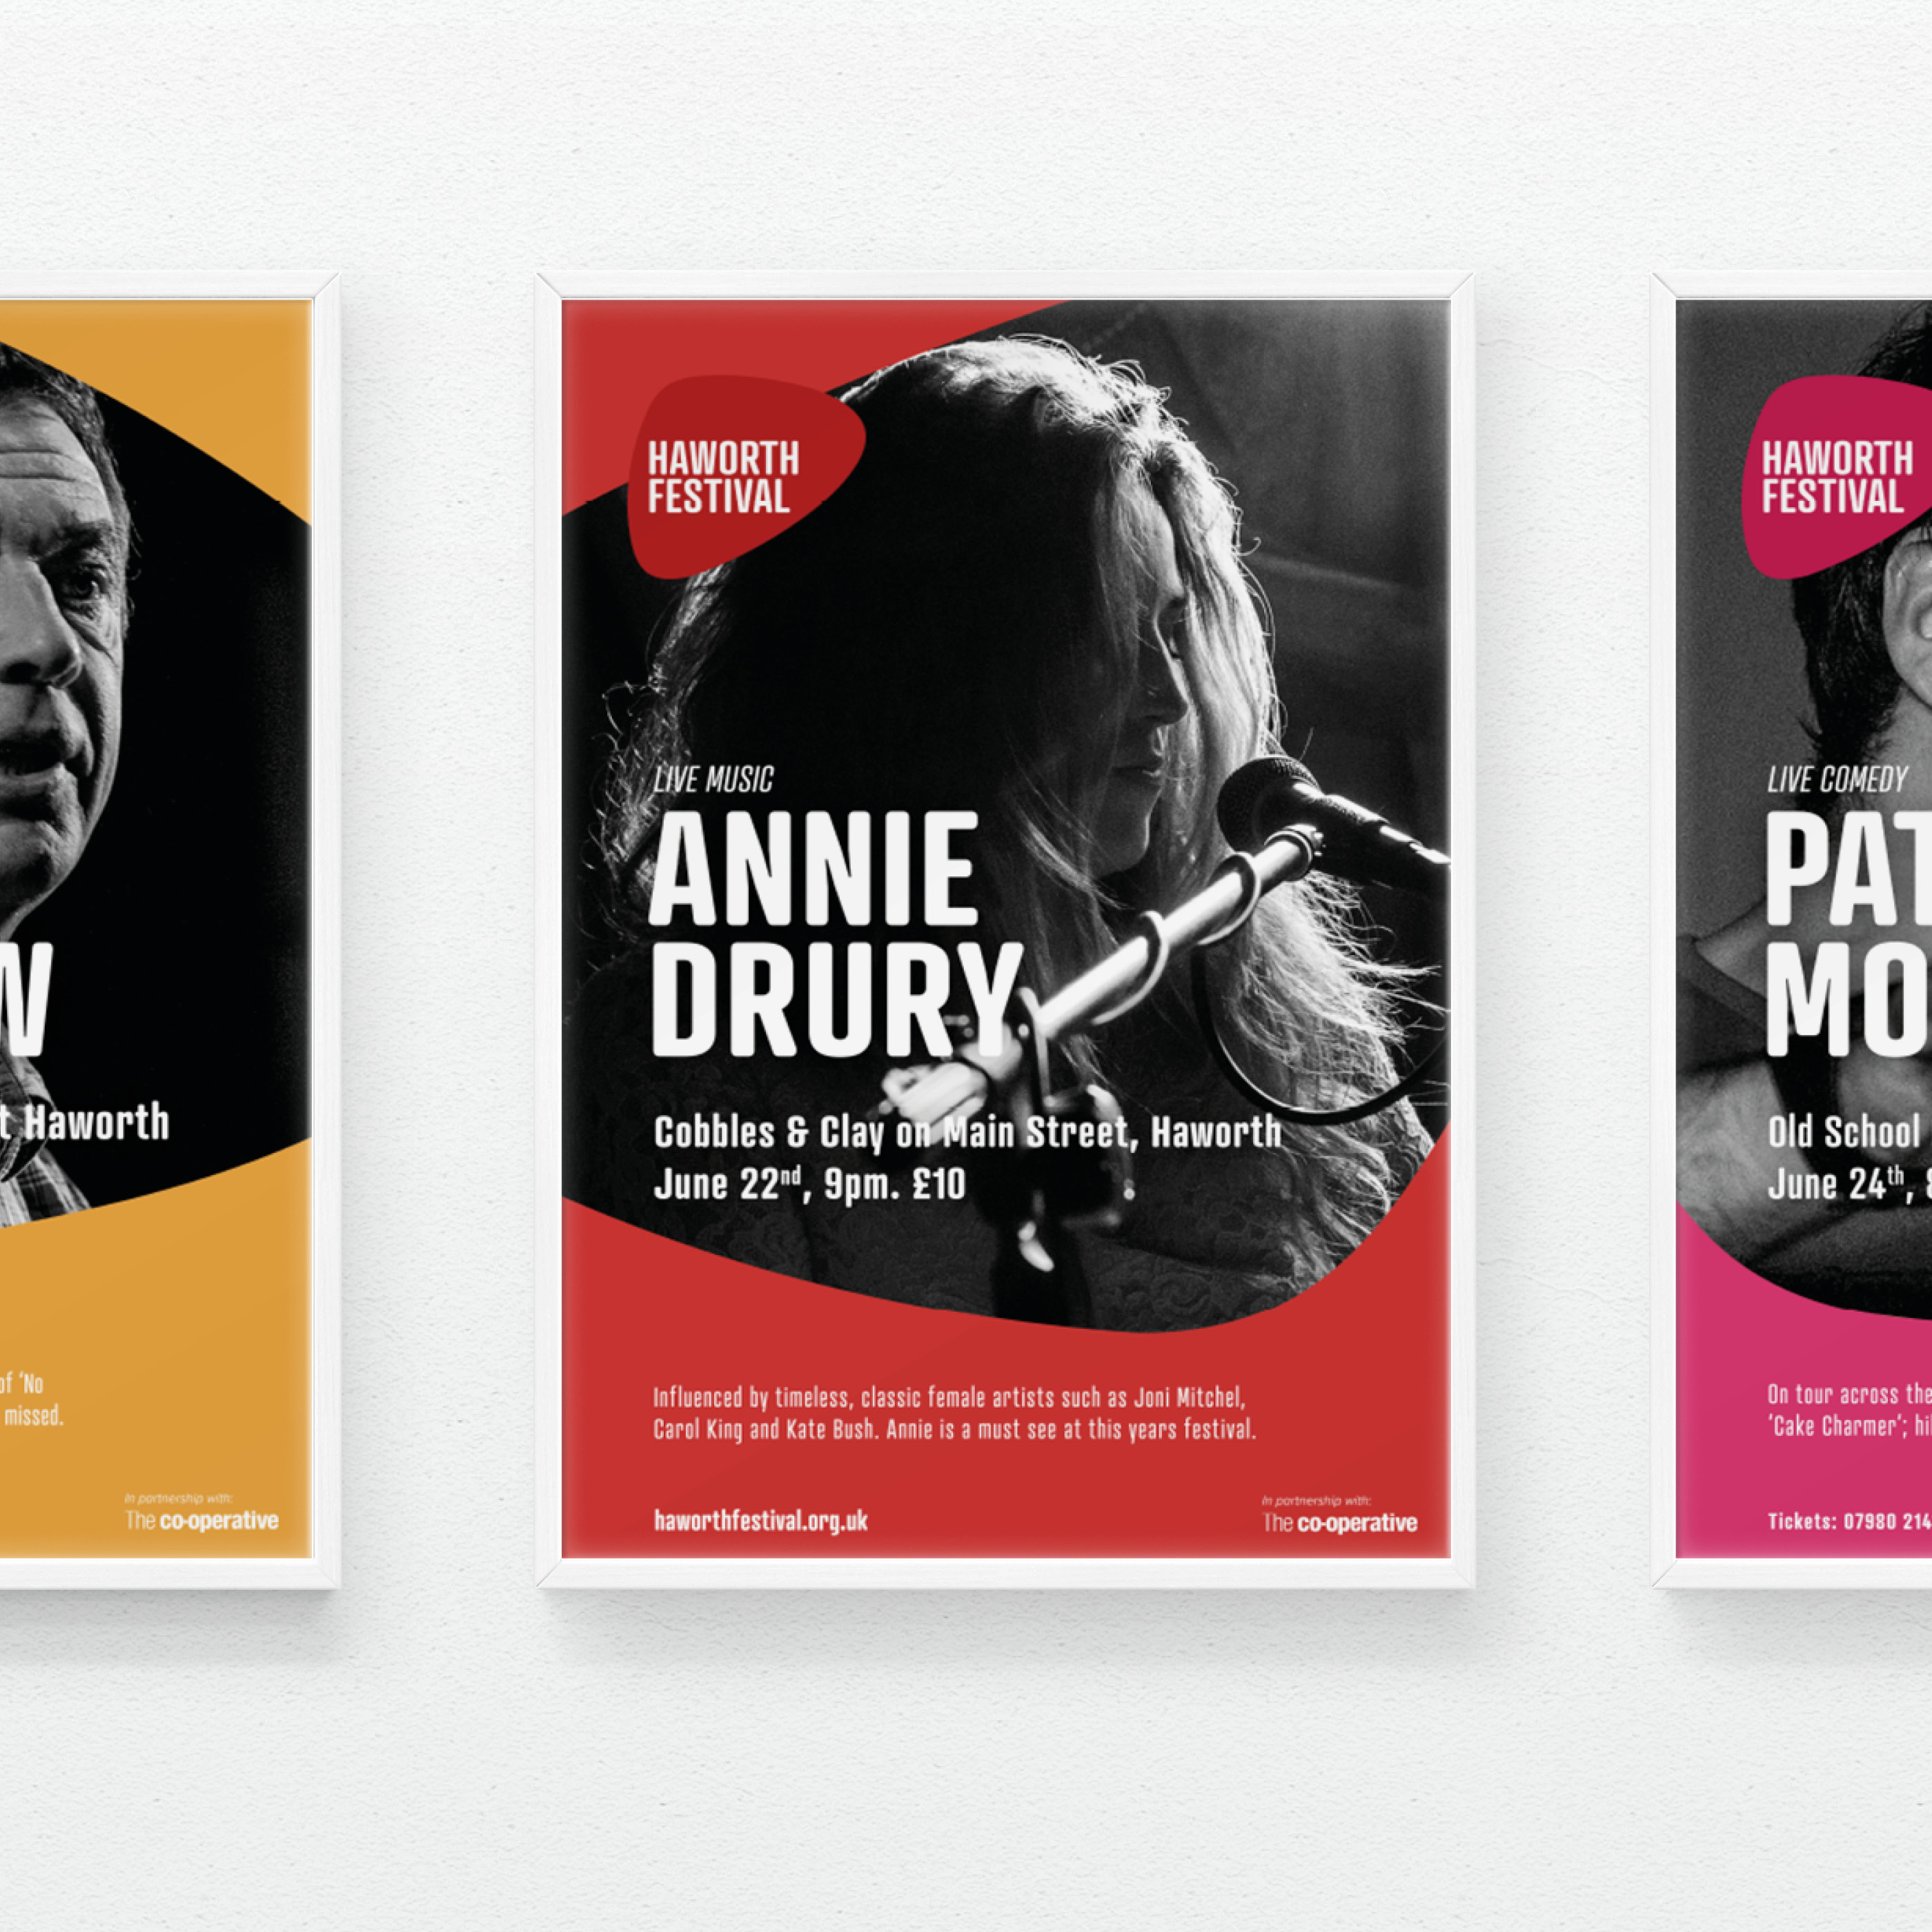 W
t Haworth
of ‘No
missed.
In partnership with:
The co-operative
HAWORTH
FESTIVAL
LIVE MUSIC
ANNIE
DRURY
Cobbles & Clay on Main Street, Haworth
June 22nd, 9pm. £10
Influenced by timeless, classic female artists such as Joni Mitchel,
Carol King and Kate Bush. Annie is a must see at this years festival.
haworthfestival.org.uk
In partnership with:
The co-operative
HAWORTH
FESTIVAL
LIVE COMEDY
PAT
MO
Old School
June 24th,
On tour across the
‘Cake Charmer’; hil
Tickets: 07980 214